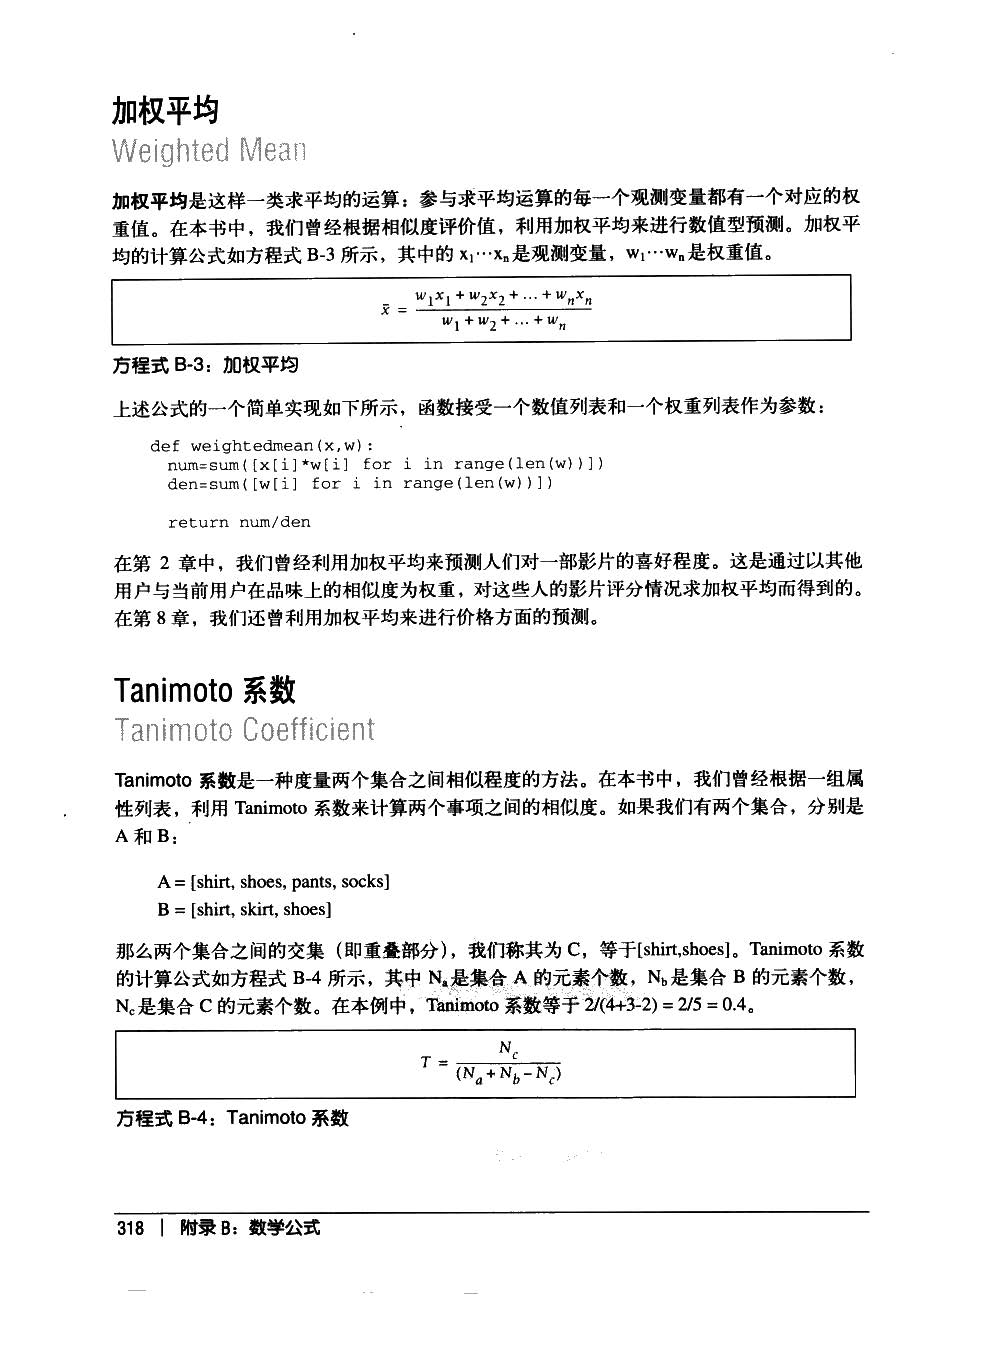 加权平均
Weighted Mean
加权平均是这样一类求平均的运算：参与求平均运算的每一个观测变量都有一个对应的权
重值。在本书中，我们曾经根据相似度评价值，利用加权平均来进行数值型预测。加权平
均的计算公式如方程式 B-3 所示，其中的 x₁⋯xₙ是观测变量，w₁⋯wₙ是权重值。
x̄ = (w₁x₁ + w₂x₂ + ... + wₙxₙ) / (w₁ + w₂ + ... + wₙ)
方程式 B-3：加权平均
上述公式的一个简单实现如下所示，函数接受一个数值列表和一个权重列表作为参数：
def weightedmean(x,w):
  num=sum([x[i]*w[i] for i in range(len(w))])
  den=sum([w[i] for i in range(len(w))])
  return num/den
在第 2 章中，我们曾经利用加权平均来预测人们对一部影片的喜好程度。这是通过以其他
用户与当前用户在品味上的相似度为权重，对这些人的影片评分情况求加权平均而得到的。
在第 8 章，我们还曾利用加权平均来进行价格方面的预测。
Tanimoto 系数
Tanimoto Coefficient
Tanimoto 系数是一种度量两个集合之间相似程度的方法。在本书中，我们曾经根据一组属
性列表，利用 Tanimoto 系数来计算两个事项之间的相似度。如果我们有两个集合，分别是
A 和 B：
A = [shirt, shoes, pants, socks]
B = [shirt, skirt, shoes]
那么两个集合之间的交集（即重叠部分），我们称其为 C，等于[shirt,shoes]。Tanimoto 系数
的计算公式如方程式 B-4 所示，其中 Nₐ是集合 A 的元素个数，N_b是集合 B 的元素个数，
N_c是集合 C 的元素个数。在本例中，Tanimoto 系数等于 2/(4+3-2) = 2/5 = 0.4。
T = N_c / (N_a + N_b − N_c)
方程式 B-4：Tanimoto 系数
318 | 附录 B：数学公式